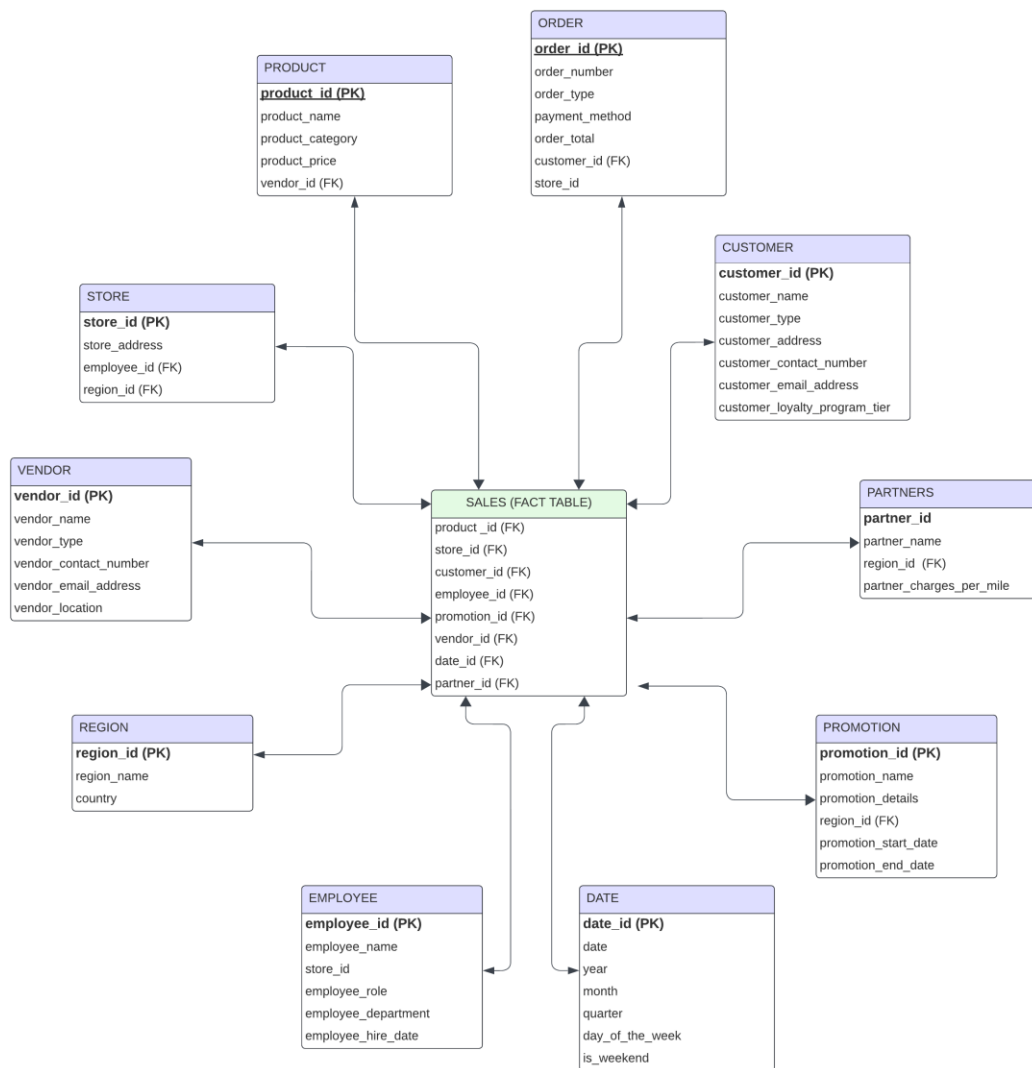 ORDER
order_id (PK)
order_number
order_type
payment_method
order_total
customer_id (FK)
store_id
PRODUCT
product_id (PK)
product_name
product_category
product_price
vendor_id (FK)
CUSTOMER
customer_id (PK)
customer_name
customer_type
customer_address
customer_contact_number
customer_email_address
customer_loyalty_program_tier
STORE
store_id (PK)
store_address
employee_id (FK)
region_id (FK)
VENDOR
vendor_id (PK)
vendor_name
vendor_type
vendor_contact_number
vendor_email_address
vendor_location
SALES (FACT TABLE)
product _id (FK)
store_id (FK)
customer_id (FK)
employee_id (FK)
promotion_id (FK)
vendor_id (FK)
date_id (FK)
partner_id (FK)
PARTNERS
partner_id
partner_name
region_id (FK)
partner_charges_per_mile
REGION
region_id (PK)
region_name
country
PROMOTION
promotion_id (PK)
promotion_name
promotion_details
region_id (FK)
promotion_start_date
promotion_end_date
EMPLOYEE
employee_id (PK)
employee_name
store_id
employee_role
employee_department
employee_hire_date
DATE
date_id (PK)
date
year
month
quarter
day_of_the_week
is_weekend